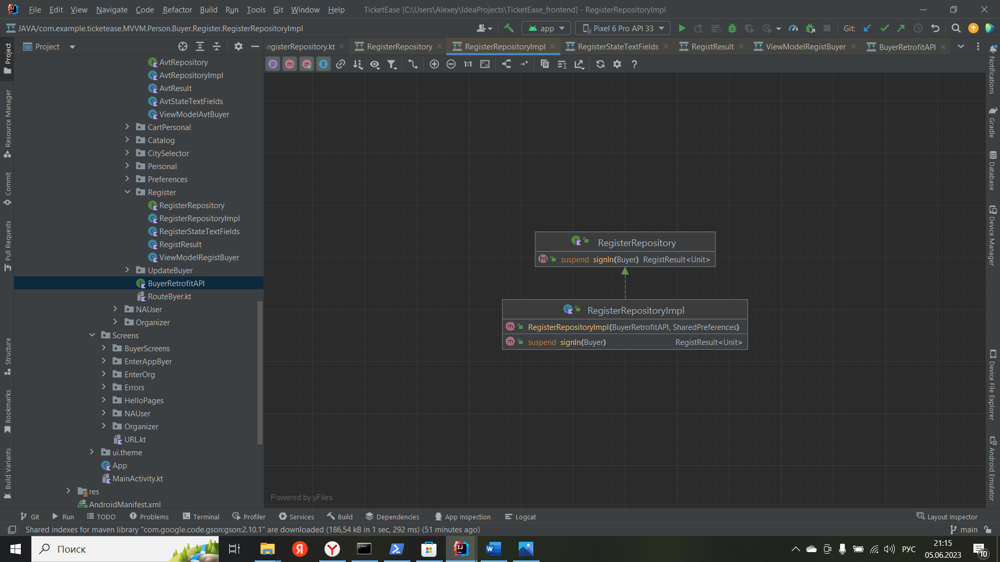 File Edit View Navigate Code Refactor Build Run Tools Git Window Help TicketEase [C:\Users\Alexey\IdeaProjects\TicketEase_frontend] - RegisterRepositoryImpl
JAVA/com.example.ticketease.MVVM.Person.Buyer.Register.RegisterRepositoryImpl app Pixel 6 Pro API 33 Git:
Project
egisterRepository.kt RegisterRepository RegisterRepositoryImpl RegisterStateTextFields RegistResult ViewModelRegistBuyer BuyerRetrofitAPI
AvtRepository
AvtRepositoryImpl
AvtResult
AvtStateTextFields
ViewModelAvtBuyer
CartPersonal
Catalog
CitySelector
Personal
Preferences
Register
RegisterRepository
RegisterRepositoryImpl
RegisterStateTextFields
RegistResult
ViewModelRegistBuyer
UpdateBuyer
BuyerRetrofitAPI
RouteByer.kt
NAUser
Organizer
Screens
BuyerScreens
EnterAppByer
EnterOrg
Errors
HelloPages
NAUser
Organizer
URL.kt
ui.theme
App
MainActivity.kt
res
AndroidManifest.xml
Project
Resource Manager
Commit
Pull Requests
Structure
Bookmarks
Build Variants
1:1
RegisterRepository
suspend signIn(Buyer) RegistResult<Unit>
RegisterRepositoryImpl
RegisterRepositoryImpl(BuyerRetrofitAPI, SharedPreferences)
suspend signIn(Buyer) RegistResult<Unit>
Powered by yFiles
Notifications
Gradle
Database
Device Manager
Device File Explorer
Android Emulator
Git Run TODO Problems Terminal Profiler Services Build Dependencies App Inspection Logcat Layout Inspector
Shared indexes for maven library "com.google.code.gson:gson:2.10.1" are downloaded (186,54 kB in 1 sec, 292 ms) (51 minutes ago) main
Поиск РУС
21:15
05.06.2023
10